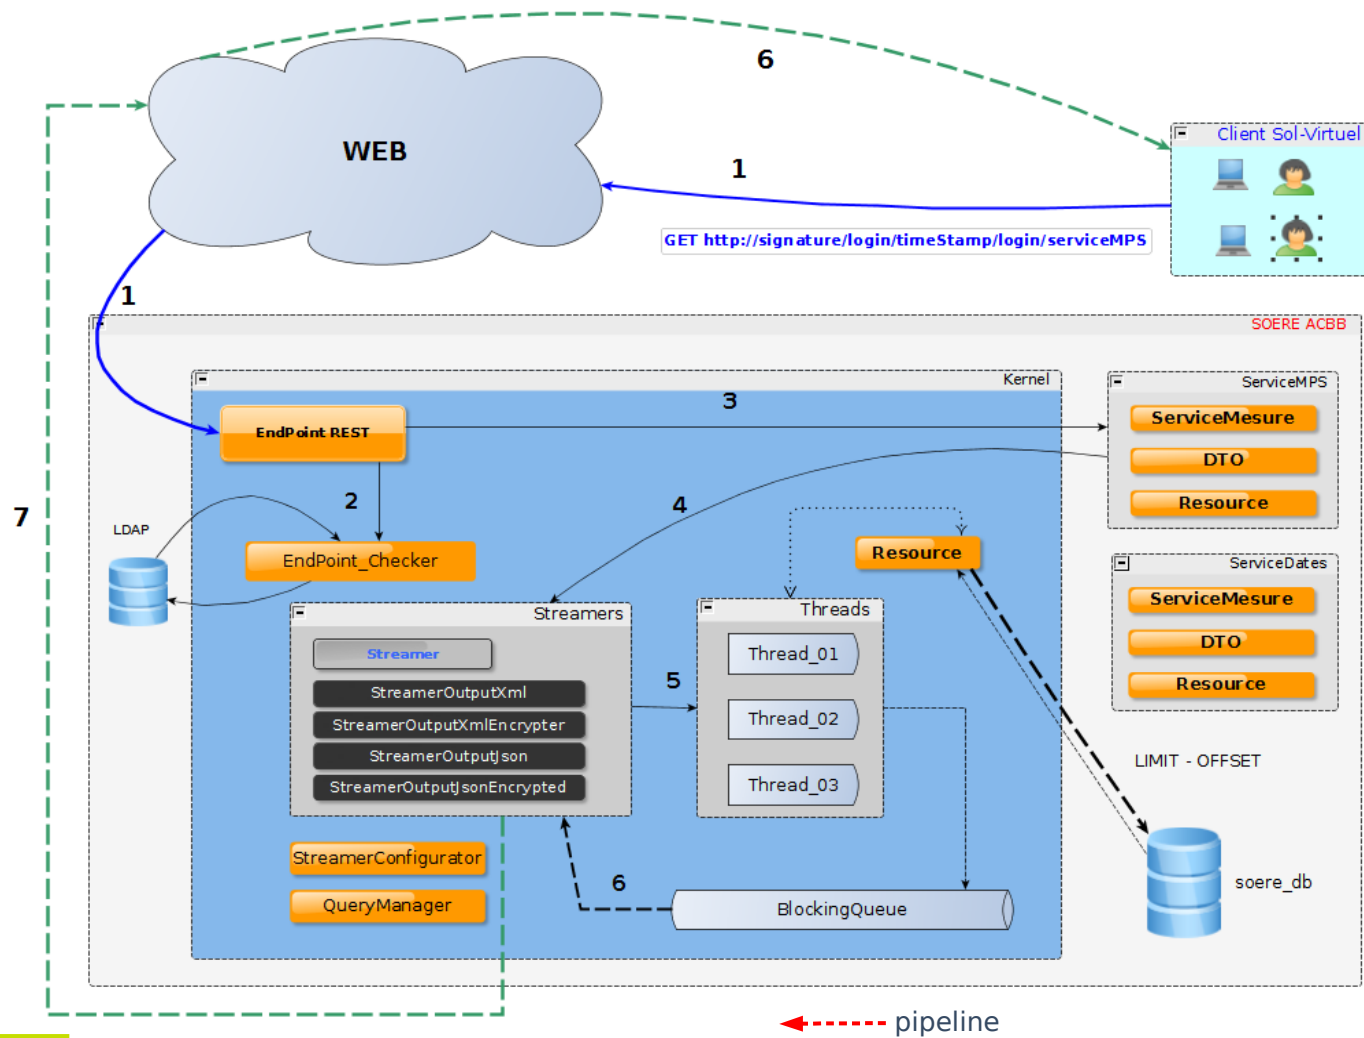 6
Client Sol-Virtuel
WEB
1
GET http://signature/login/timeStamp/login/serviceMPS
1
SOERE ACBB
Kernel
ServiceMPS
3
EndPoint REST
ServiceMesure
DTO
Resource
2
4
7
LDAP
EndPoint_Checker
Resource
ServiceDates
ServiceMesure
DTO
Resource
Streamers
Threads
Streamer
Thread_01
StreamerOutputXml
5
StreamerOutputXmlEncrypter
Thread_02
StreamerOutputJson
StreamerOutputJsonEncrypted
Thread_03
LIMIT - OFFSET
StreamerConfigurator
QueryManager
6
BlockingQueue
soere_db
pipeline